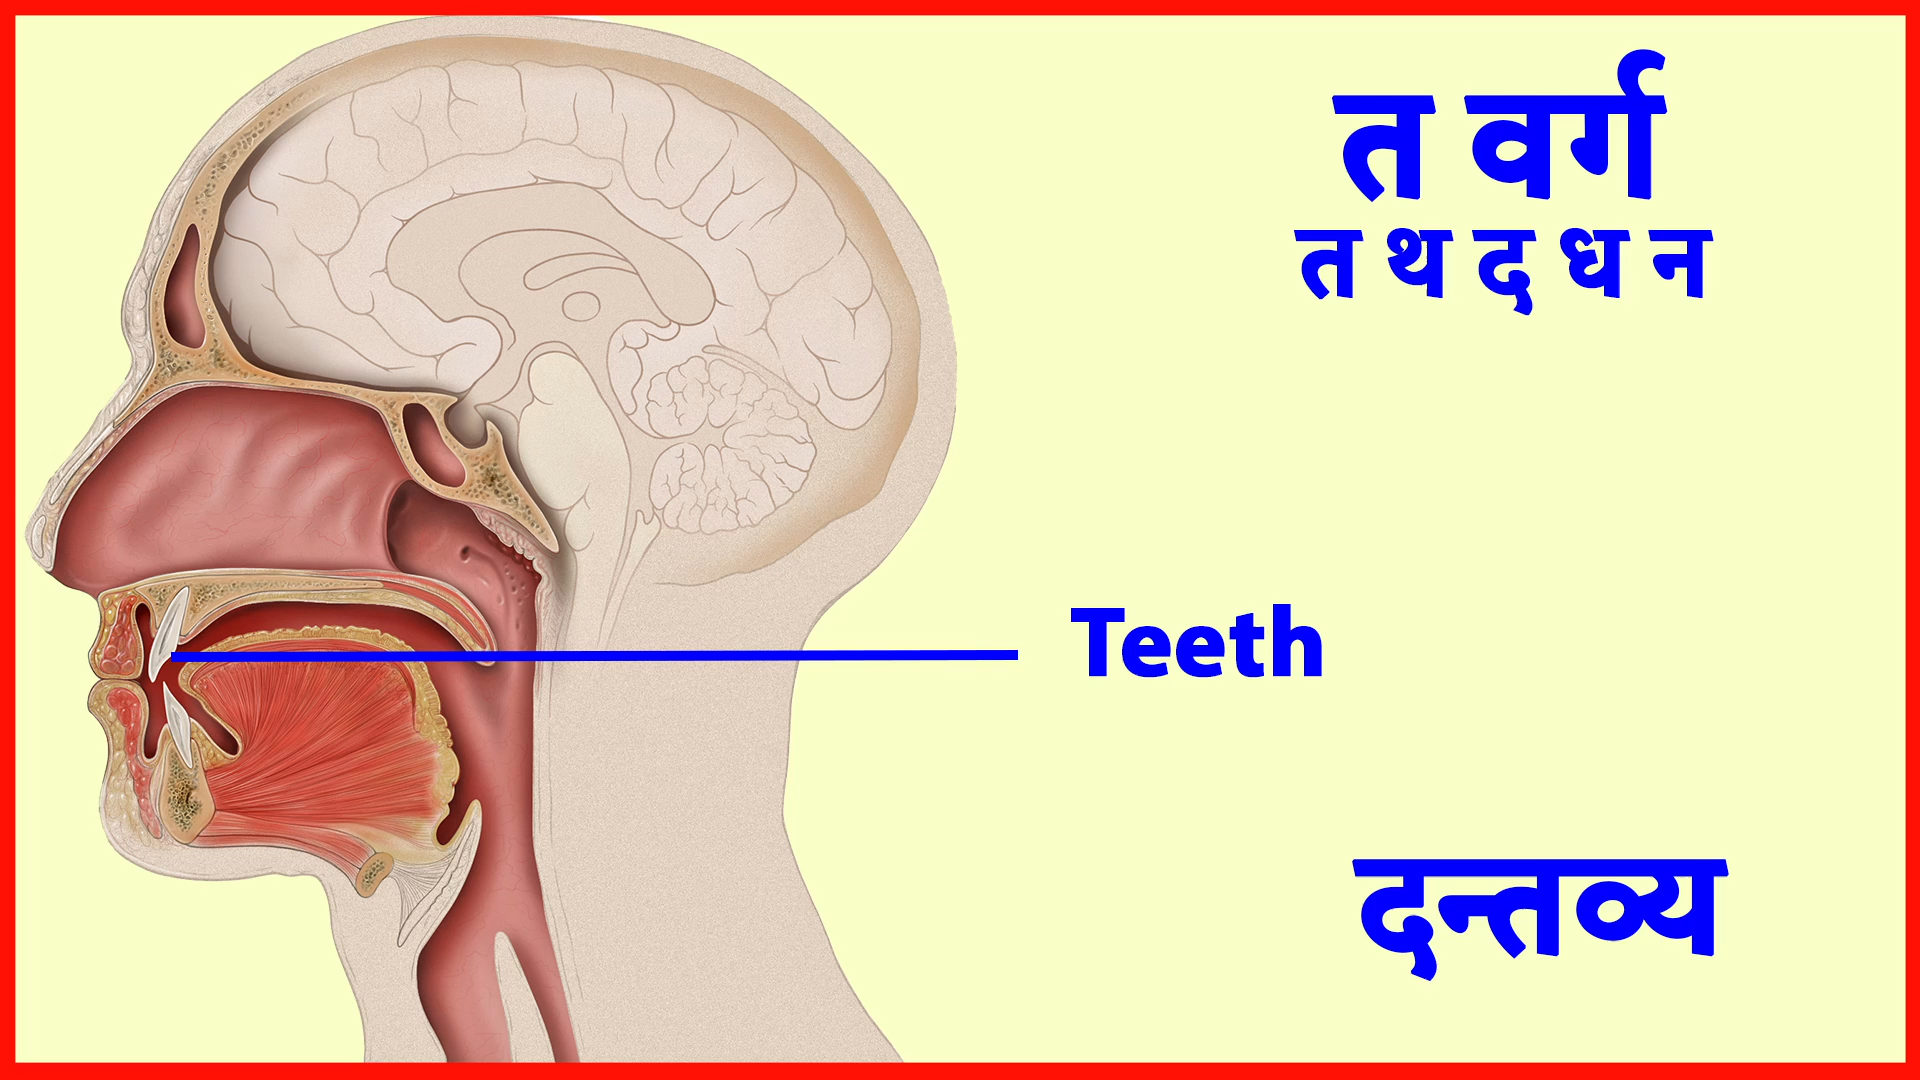 त वर्ग
त थ द ध न
Teeth
दन्तव्य